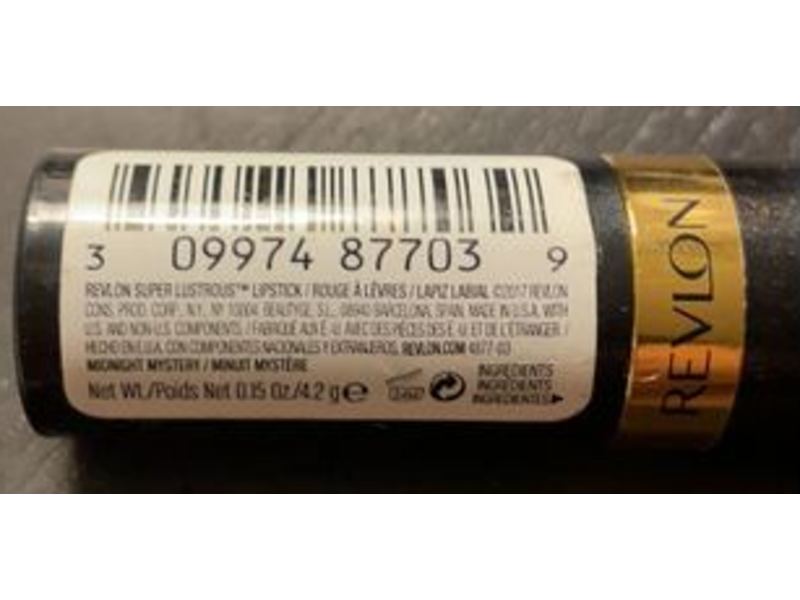 3 09974 87703 9
REVLON SUPER LUSTROUS™ LIPSTICK / ROUGE À LÈVRES / LAPIZ LABIAL ©2017 REVLON
CONS. PROD. CORP., N.Y., NY 10004. BEAUTYGE, S.L., 08940 BARCELONA, SPAIN. MADE IN U.S.A. WITH
U.S. AND NON-U.S. COMPONENTS. / FABRIQUÉ AUX É.-U. AVEC DES PIÈCES DES É.-U. ET DE L'ÉTRANGER. /
HECHO EN E.U.A. CON COMPONENTES NACIONALES Y EXTRANJEROS. REVLON.COM 4877-03
MIDNIGHT MYSTERY / MINUIT MYSTÈRE
Net Wt./Poids Net 0.15 Oz./4.2 g e
INGREDIENTS
INGRÉDIENTS
INGREDIENTES
REVLON